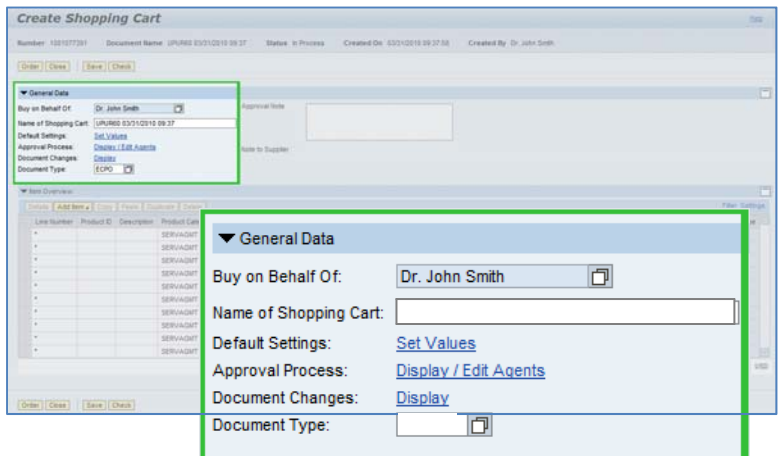 Create Shopping Cart
Help
Number 1001077391 Document Name UPUR60 03/31/2010 09:37 Status In Process Created On 03/31/2010 09:37:58 Created By Dr. John Smith
Order Close Save Check
General Data
Buy on Behalf Of: Dr. John Smith
Approval Note
Name of Shopping Cart: UPUR60 03/31/2010 09:37
Default Settings: Set Values
Approval Process: Display / Edit Agents
Note to Supplier
Document Changes: Display
Document Type: ECPO
Item Overview
Details Add Item Copy Paste Duplicate Delete
Filter Settings
Line Number Product ID Description Product Cate
* SERVAGMT
* SERVAGMT
* SERVAGMT
* SERVAGMT
* SERVAGMT
* SERVAGMT
* SERVAGMT
* SERVAGMT
* SERVAGMT
* SERVAGMT
USD
Order Close Save Check
General Data
Buy on Behalf Of: Dr. John Smith
Name of Shopping Cart:
Default Settings: Set Values
Approval Process: Display / Edit Agents
Document Changes: Display
Document Type: